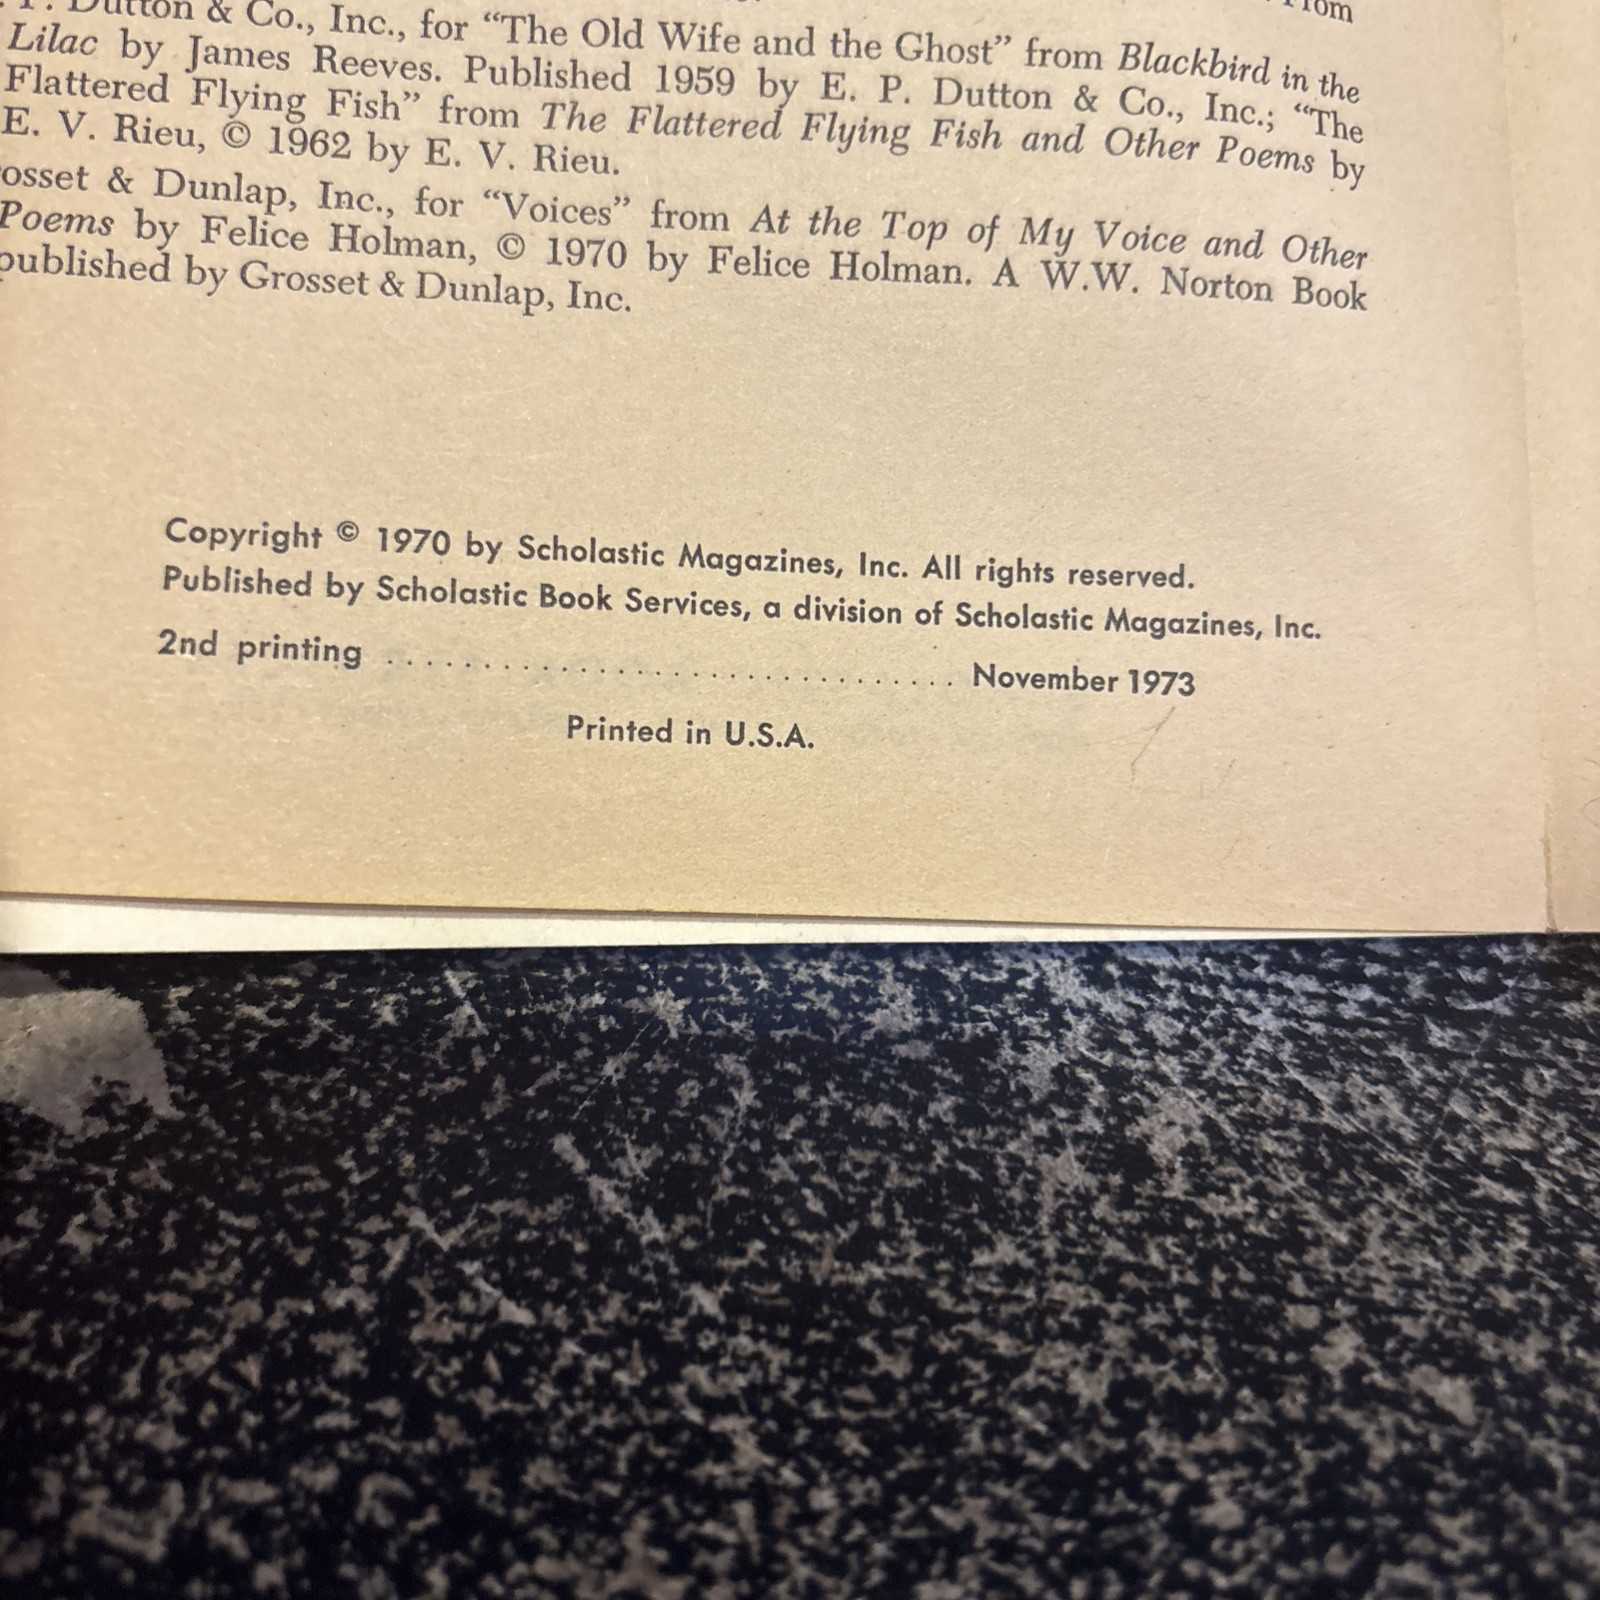 Dutton & Co., Inc., for “The Old Wife and the Ghost” from Blackbird in the
Lilac by James Reeves. Published 1959 by E. P. Dutton & Co., Inc.; “The
Flattered Flying Fish” from The Flattered Flying Fish and Other Poems by
E. V. Rieu, © 1962 by E. V. Rieu.
& Dunlap, Inc., for “Voices” from At the Top of My Voice and Other
Poems by Felice Holman, © 1970 by Felice Holman. A W.W. Norton Book
published by Grosset & Dunlap, Inc.
Copyright © 1970 by Scholastic Magazines, Inc. All rights reserved.
Published by Scholastic Book Services, a division of Scholastic Magazines, Inc.
2nd printing .................................. November 1973
Printed in U.S.A.